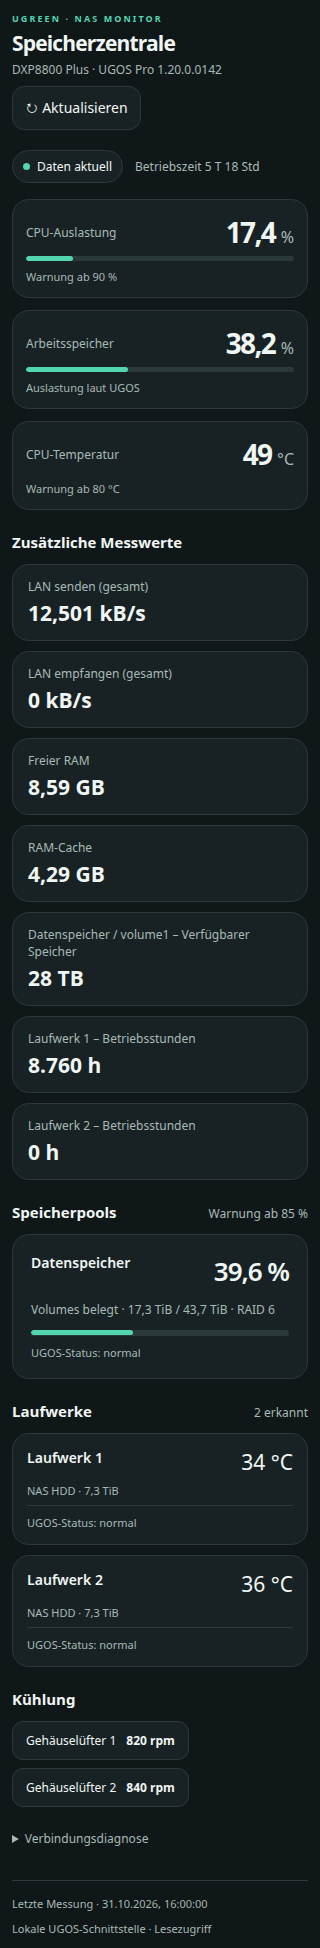 UGREEN · NAS MONITOR
Speicherzentrale
DXP8800 Plus · UGOS Pro 1.20.0.0142
↻ Aktualisieren
Daten aktuell Betriebszeit 5 T 18 Std
CPU-Auslastung 17,4 %
Warnung ab 90 %
Arbeitsspeicher 38,2 %
Auslastung laut UGOS
CPU-Temperatur 49 °C
Warnung ab 80 °C
Zusätzliche Messwerte
LAN senden (gesamt)
12,501 kB/s
LAN empfangen (gesamt)
0 kB/s
Freier RAM
8,59 GB
RAM-Cache
4,29 GB
Datenspeicher / volume1 – Verfügbarer
Speicher
28 TB
Laufwerk 1 – Betriebsstunden
8.760 h
Laufwerk 2 – Betriebsstunden
0 h
Speicherpools Warnung ab 85 %
Datenspeicher 39,6 %
Volumes belegt · 17,3 TiB / 43,7 TiB · RAID 6
UGOS-Status: normal
Laufwerke 2 erkannt
Laufwerk 1 34 °C
NAS HDD · 7,3 TiB
UGOS-Status: normal
Laufwerk 2 36 °C
NAS HDD · 7,3 TiB
UGOS-Status: normal
Kühlung
Gehäuselüfter 1 820 rpm
Gehäuselüfter 2 840 rpm
▶ Verbindungsdiagnose
Letzte Messung · 31.10.2026, 16:00:00
Lokale UGOS-Schnittstelle · Lesezugriff